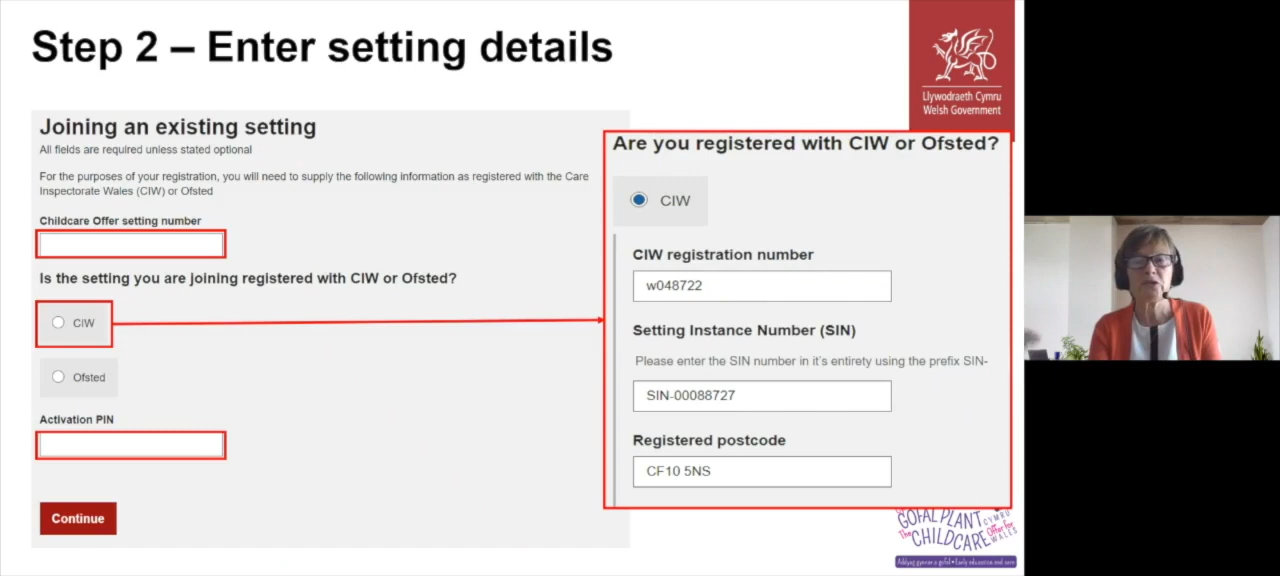 Step 2 – Enter setting details
Llywodraeth Cymru
Welsh Government
Joining an existing setting
All fields are required unless stated optional
For the purposes of your registration, you will need to supply the following information as registered with the Care
Inspectorate Wales (CIW) or Ofsted
Childcare Offer setting number
Is the setting you are joining registered with CIW or Ofsted?
CIW
Ofsted
Activation PIN
Continue
Are you registered with CIW or Ofsted?
CIW
CIW registration number
w048722
Setting Instance Number (SIN)
Please enter the SIN number in it's entirety using the prefix SIN-
SIN-00088727
Registered postcode
CF10 5NS
GOFAL PLANT
CYMRU
The CHILDCARE
Offer for
WALES